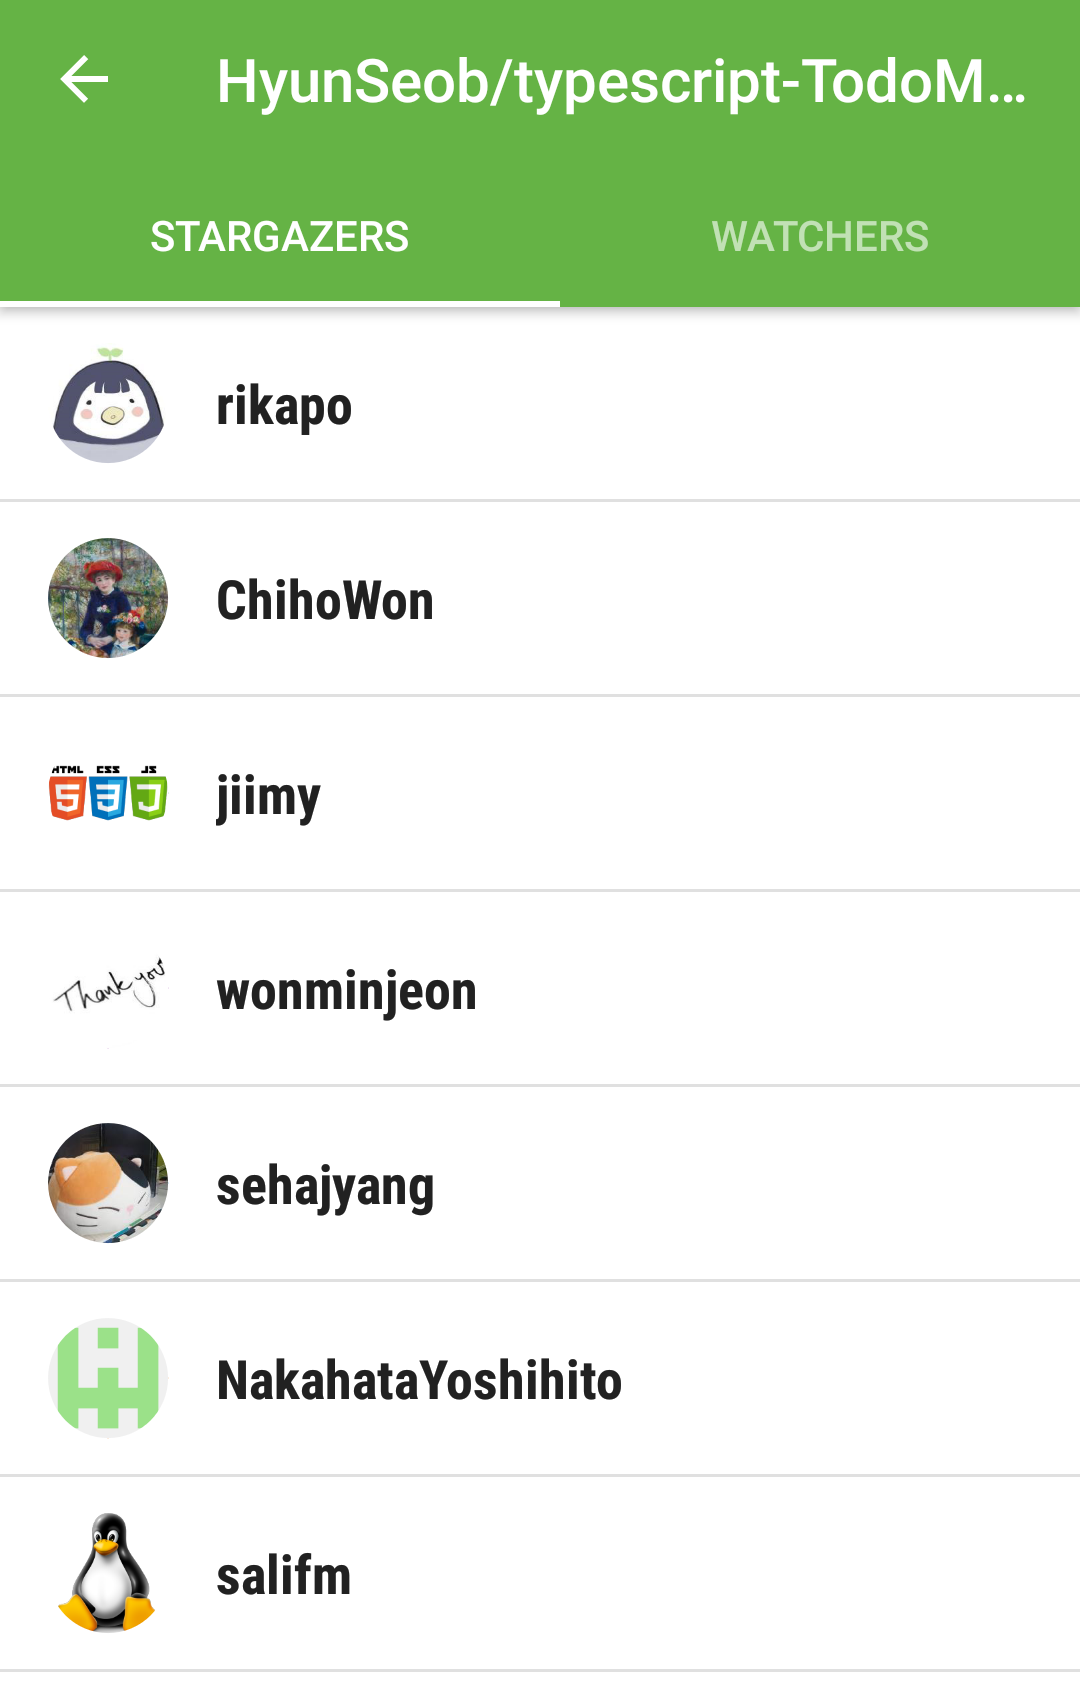 HyunSeob/typescript-TodoM...
STARGAZERS
WATCHERS
rikapo
ChihoWon
HTML CSS JS
jiimy
Thank you
wonminjeon
sehajyang
NakahataYoshihito
salifm